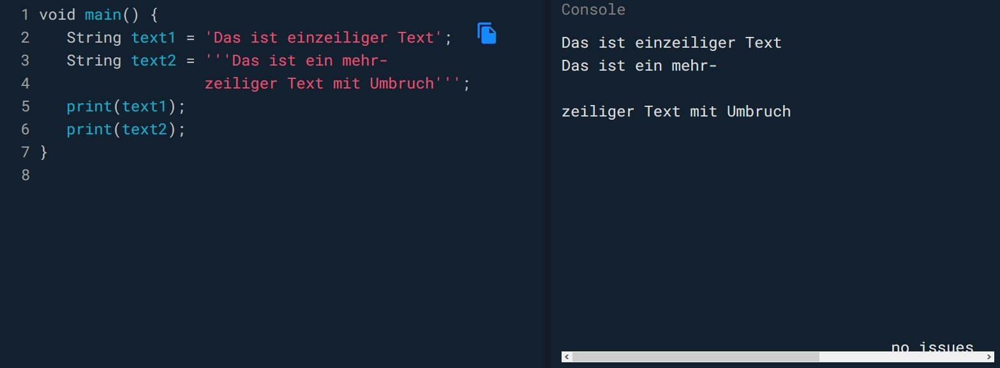 1 void main() {
2    String text1 = 'Das ist einzeiliger Text';
3    String text2 = '''Das ist ein mehr-
4                   zeiliger Text mit Umbruch''';
5    print(text1);
6    print(text2);
7 }
8
Console
Das ist einzeiliger Text
Das ist ein mehr-

zeiliger Text mit Umbruch
no issues